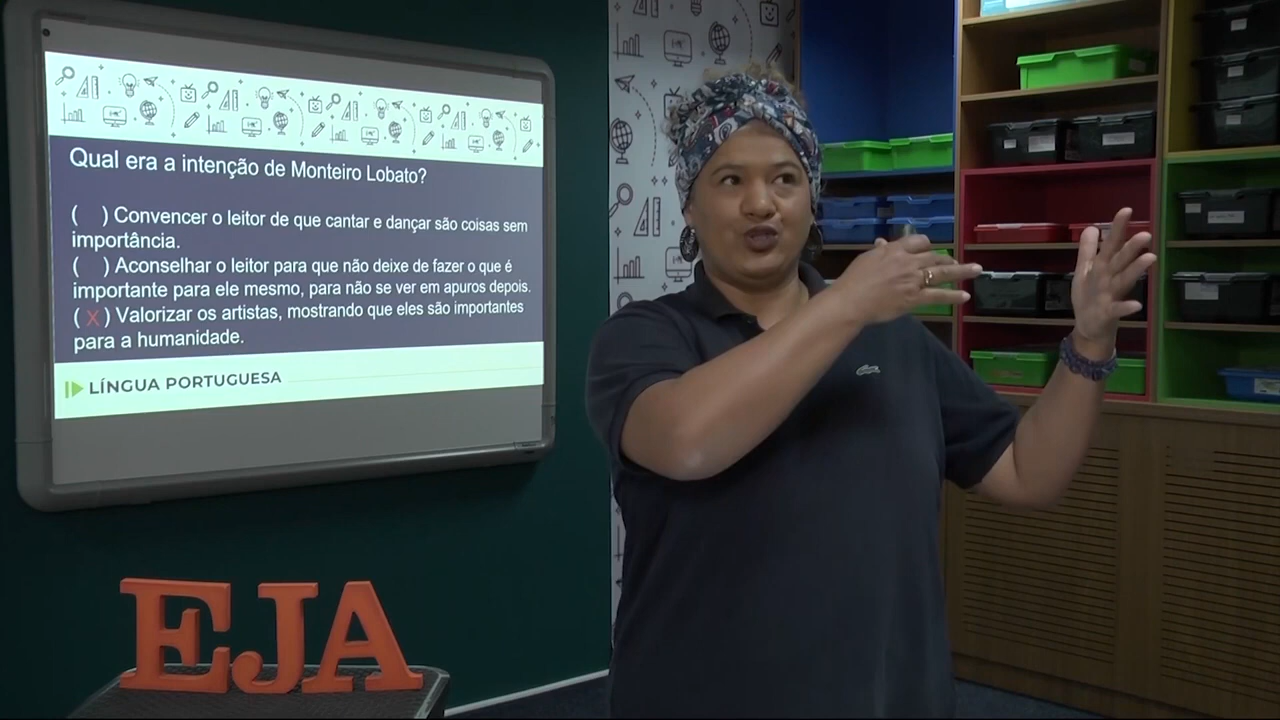 Qual era a intenção de Monteiro Lobato?
( ) Convencer o leitor de que cantar e dançar são coisas sem
importância.
( ) Aconselhar o leitor para que não deixe de fazer o que é
importante para ele mesmo, para não se ver em apuros depois.
( X ) Valorizar os artistas, mostrando que eles são importantes
para a humanidade.
LÍNGUA PORTUGUESA
EJA